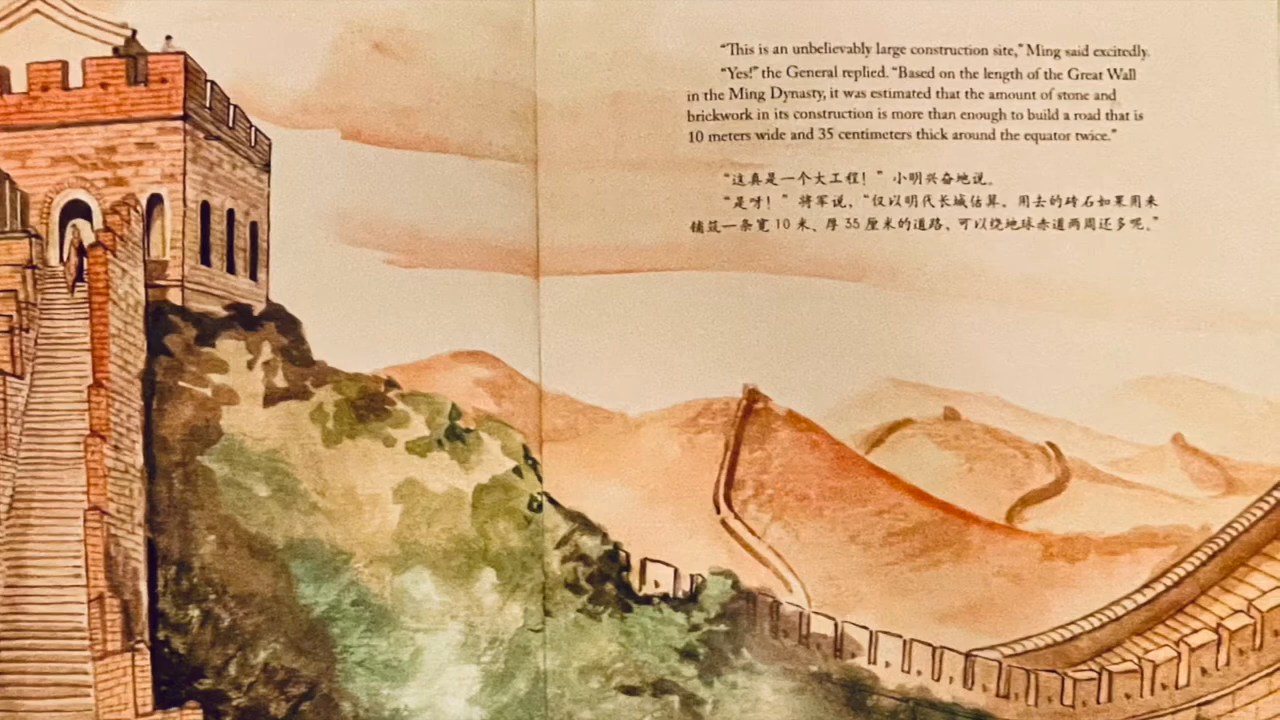 “This is an unbelievably large construction site,” Ming said excitedly.
“Yes!” the General replied. “Based on the length of the Great Wall
in the Ming Dynasty, it was estimated that the amount of stone and
brickwork in its construction is more than enough to build a road that is
10 meters wide and 35 centimeters thick around the equator twice.”
“这真是一个大工程！”小明兴奋地说。
“是呀！”将军说，“仅以明代长城估算，用去的砖石如果用来
铺筑一条宽 10 米、厚 35 厘米的道路，可以绕地球赤道两周还多呢。”